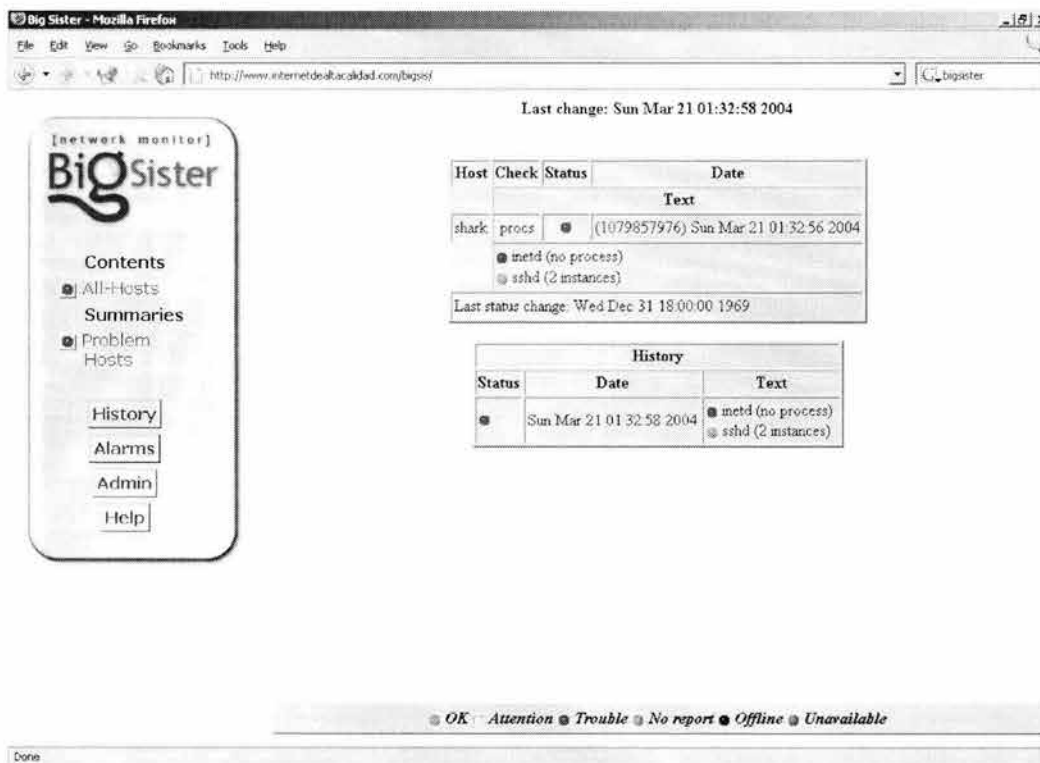 Big Sister - Mozilla Firefox
File Edit View Go Bookmarks Tools Help
http://www.internetdealtacalidad.com/bigsis/
bigsister
Last change: Sun Mar 21 01:32:58 2004
[network monitor]
BigSister
Contents
All-Hosts
Summaries
Problem
Hosts
History
Alarms
Admin
Help
Host Check Status Date
Text
shark procs (1079857976) Sun Mar 21 01:32:56 2004
inetd (no process)
sshd (2 instances)
Last status change: Wed Dec 31 18:00:00 1969
History
Status Date Text
Sun Mar 21 01:32:58 2004
inetd (no process)
sshd (2 instances)
OK Attention Trouble No report Offline Unavailable
Done